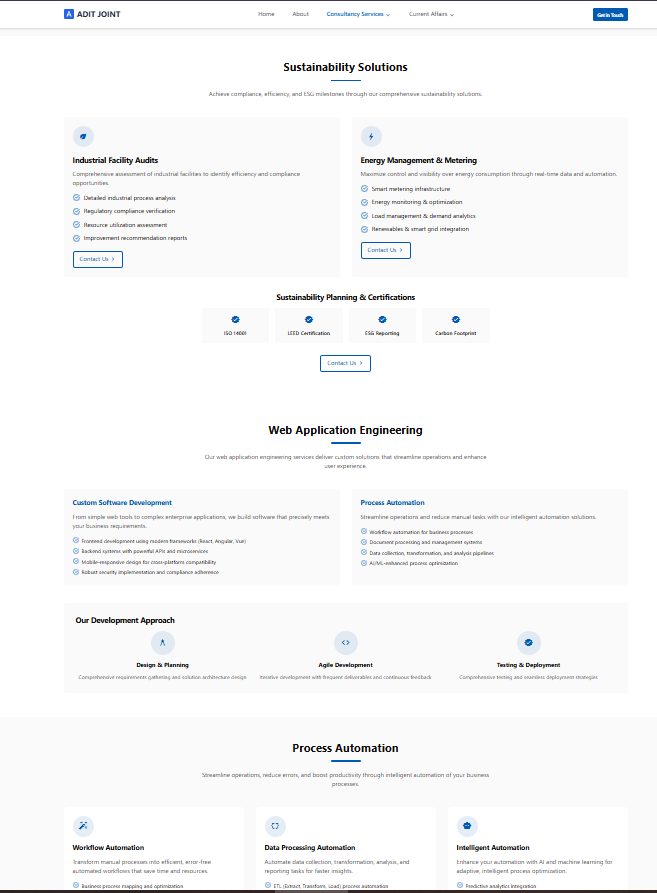 A ADIT JOINT
Home
About
Consultancy Services
Current Affairs
Get in Touch
Sustainability Solutions
Achieve compliance, efficiency, and ESG milestones through our comprehensive sustainability solutions.
Industrial Facility Audits
Comprehensive assessment of industrial facilities to identify efficiency and compliance
opportunities.
Detailed industrial process analysis
Regulatory compliance verification
Resource utilization assessment
Improvement recommendation reports
Contact Us
Energy Management & Metering
Maximize control and visibility over energy consumption through real-time data and automation.
Smart metering infrastructure
Energy monitoring & optimization
Load management & demand analytics
Renewables & smart grid integration
Contact Us
Sustainability Planning & Certifications
ISO 14001
LEED Certification
ESG Reporting
Carbon Footprint
Contact Us
Web Application Engineering
Our web application engineering services deliver custom solutions that streamline operations and enhance
user experience.
Custom Software Development
From simple web tools to complex enterprise applications, we build software that precisely meets
your business requirements.
Frontend development using modern frameworks (React, Angular, Vue)
Backend systems with powerful APIs and microservices
Mobile-responsive design for cross-platform compatibility
Robust security implementation and compliance adherence
Process Automation
Streamline operations and reduce manual tasks with our intelligent automation solutions.
Workflow automation for business processes
Document processing and management systems
Data collection, transformation, and analysis pipelines
AI/ML-enhanced process optimization
Our Development Approach
Design & Planning
Comprehensive requirements gathering and solution architecture design
Agile Development
Iterative development with frequent deliverables and continuous feedback
Testing & Deployment
Comprehensive testing and seamless deployment strategies
Process Automation
Streamline operations, reduce errors, and boost productivity through intelligent automation of your business
processes.
Workflow Automation
Transform manual processes into efficient, error-free
automated workflows that save time and resources.
Business process mapping and optimization
Data Processing Automation
Automate data collection, transformation, analysis, and
reporting tasks for faster insights.
ETL (Extract, Transform, Load) process automation
Intelligent Automation
Enhance your automation with AI and machine learning for
adaptive, intelligent process optimization.
Predictive analytics integration